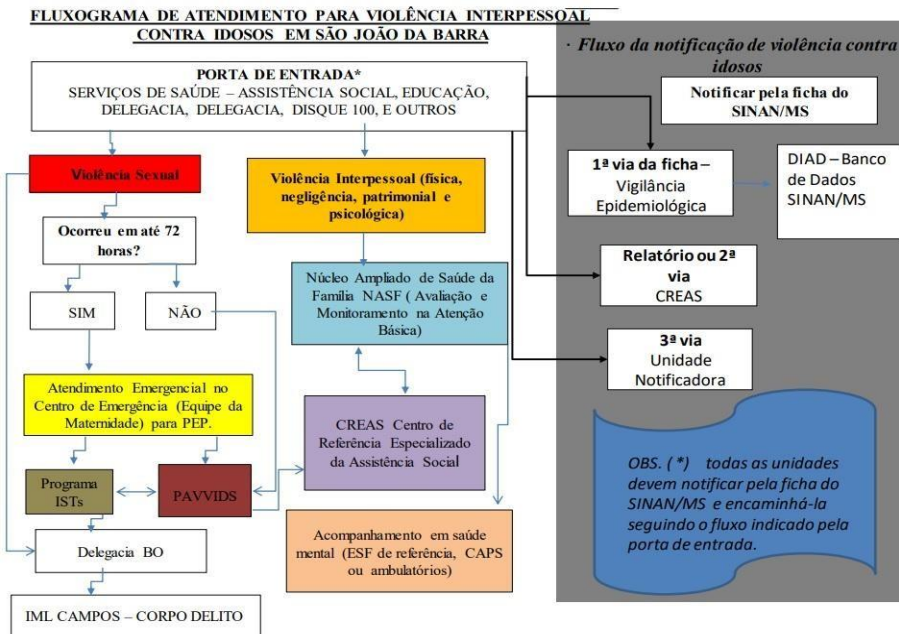 FLUXOGRAMA DE ATENDIMENTO PARA VIOLÊNCIA INTERPESSOAL
CONTRA IDOSOS EM SÃO JOÃO DA BARRA
PORTA DE ENTRADA*
SERVIÇOS DE SAÚDE – ASSISTÊNCIA SOCIAL, EDUCAÇÃO,
DELEGACIA, DELEGACIA, DISQUE 100, E OUTROS
Violência Sexual
Ocorreu em até 72
horas?
SIM
NÃO
Atendimento Emergencial no
Centro de Emergência (Equipe da
Maternidade) para PEP.
Programa
ISTs
PAVVIDS
Delegacia BO
IML CAMPOS – CORPO DELITO
Violência Interpessoal (física,
negligência, patrimonial e
psicológica)
Núcleo Ampliado de Saúde da
Família NASF ( Avaliação e
Monitoramento na Atenção
Básica)
CREAS Centro de
Referência Especializado
da Assistência Social
Acompanhamento em saúde
mental (ESF de referência, CAPS
ou ambulatórios)
· Fluxo da notificação de violência contra
idosos
Notificar pela ficha do
SINAN/MS
1ª via da ficha –
Vigilância
Epidemiológica
DIAD – Banco
de Dados
SINAN/MS
Relatório ou 2ª
via
CREAS
3ª via
Unidade
Notificadora
OBS. ( *) todas as unidades
devem notificar pela ficha do
SINAN/MS e encaminhá-la
seguindo o fluxo indicado pela
porta de entrada.